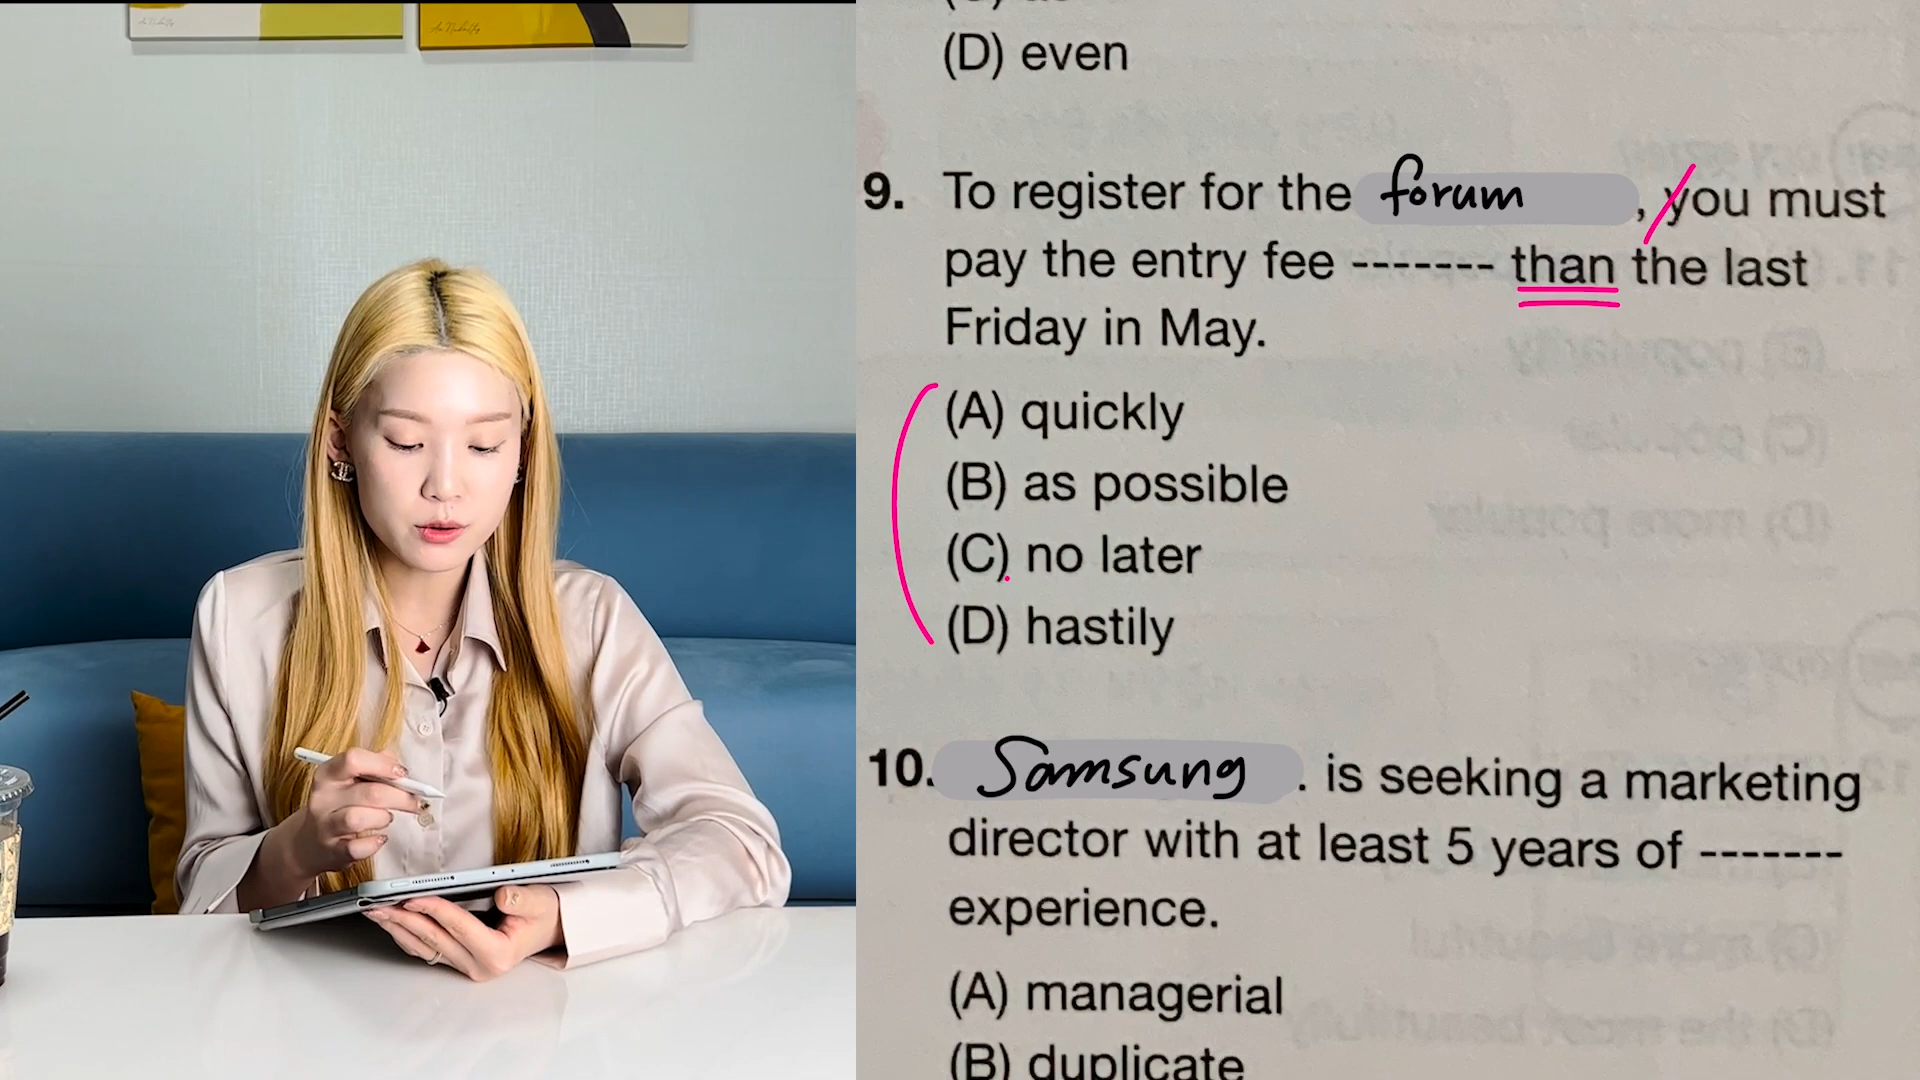 (D) even
9. To register for the forum, you must
pay the entry fee ------- than the last
Friday in May.
(A) quickly
(B) as possible
(C) no later
(D) hastily
10. Samsung. is seeking a marketing
director with at least 5 years of -------
experience.
(A) managerial
(B) duplicate